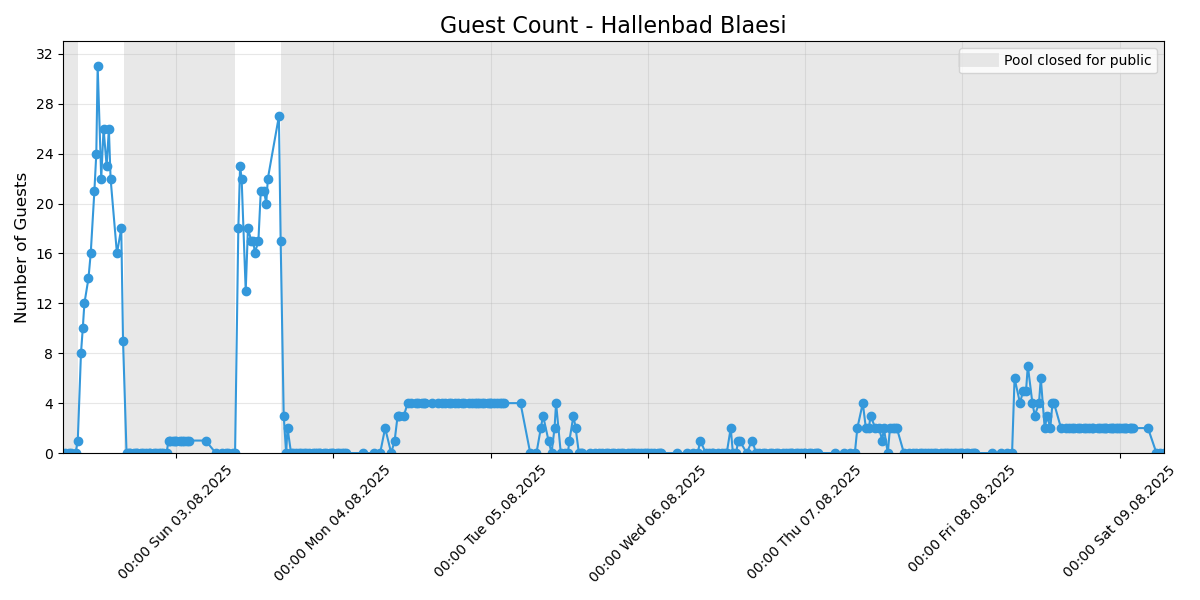 Guest Count - Hallenbad Blaesi
Pool closed for public
Number of Guests
32
28
24
20
16
12
8
4
0
00:00 Sun 03.08.2025
00:00 Mon 04.08.2025
00:00 Tue 05.08.2025
00:00 Wed 06.08.2025
00:00 Thu 07.08.2025
00:00 Fri 08.08.2025
00:00 Sat 09.08.2025